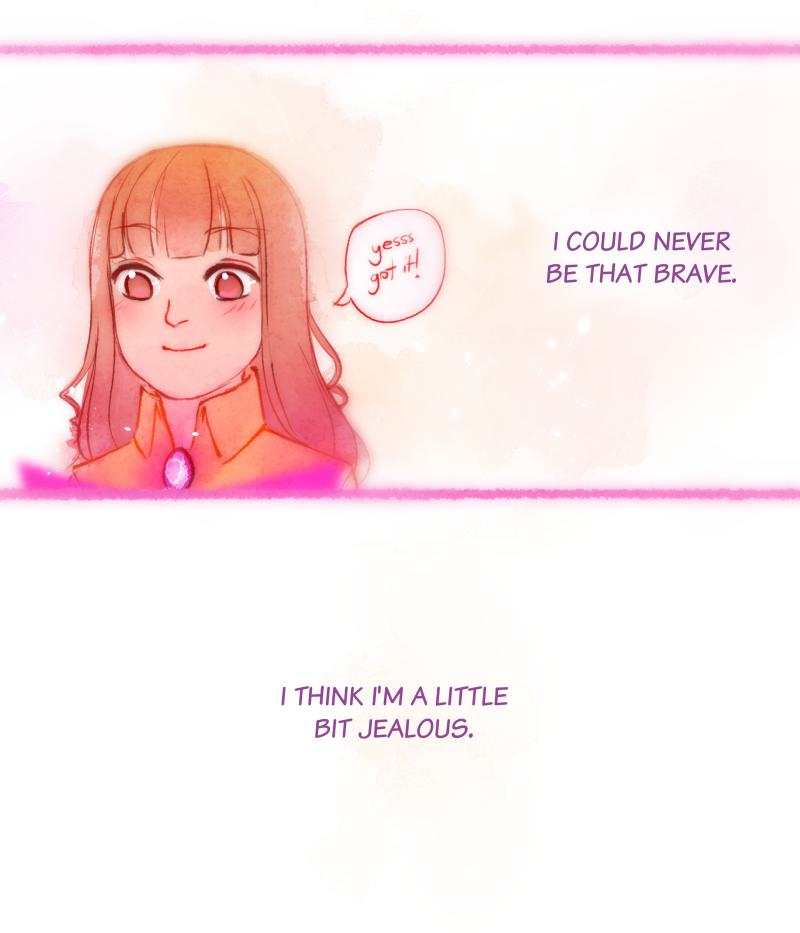 yesss
got it!
I COULD NEVER
BE THAT BRAVE.
I THINK I'M A LITTLE
BIT JEALOUS.